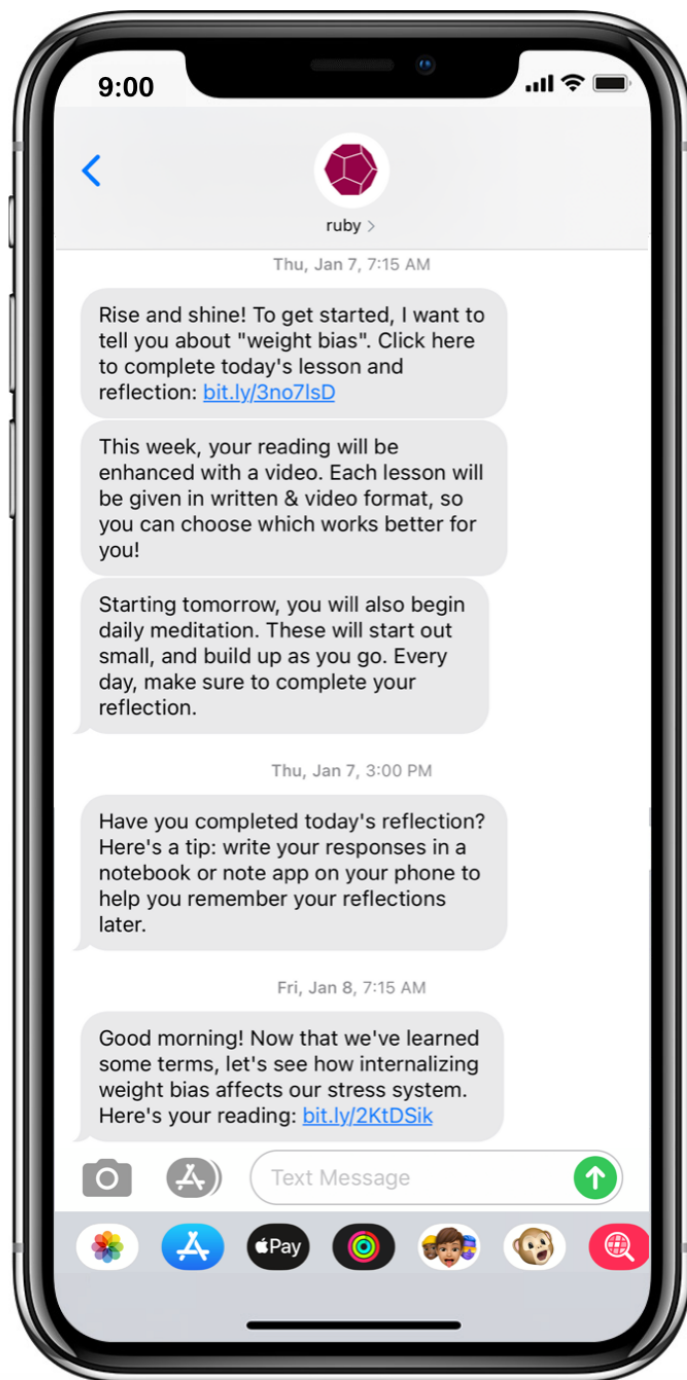 9:00
ruby >
Thu, Jan 7, 7:15 AM
Rise and shine! To get started, I want to
tell you about "weight bias". Click here
to complete today's lesson and
reflection: bit.ly/3no7lsD
This week, your reading will be
enhanced with a video. Each lesson will
be given in written & video format, so
you can choose which works better for
you!
Starting tomorrow, you will also begin
daily meditation. These will start out
small, and build up as you go. Every
day, make sure to complete your
reflection.
Thu, Jan 7, 3:00 PM
Have you completed today's reflection?
Here's a tip: write your responses in a
notebook or note app on your phone to
help you remember your reflections
later.
Fri, Jan 8, 7:15 AM
Good morning! Now that we've learned
some terms, let's see how internalizing
weight bias affects our stress system.
Here's your reading: bit.ly/2KtDSik
Text Message
Pay